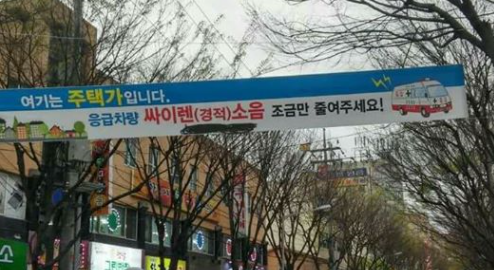 여기는 주택가입니다.
응급차량 싸이렌(경적)소음 조금만 줄여주세요!
소